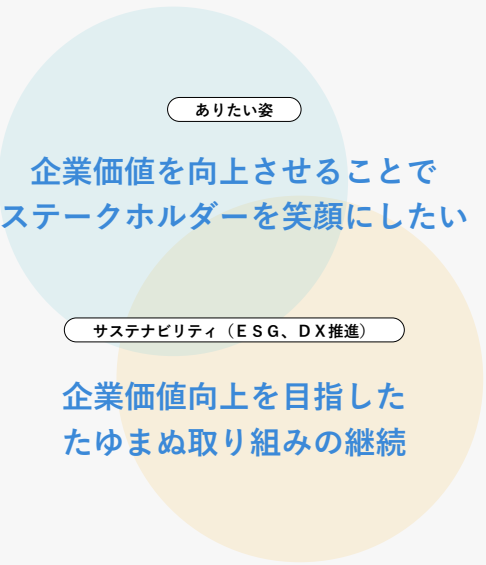 ありたい姿
企業価値を向上させることで
ステークホルダーを笑顔にしたい
サステナビリティ（ＥＳＧ、ＤＸ推進）
企業価値向上を目指した
たゆまぬ取り組みの継続